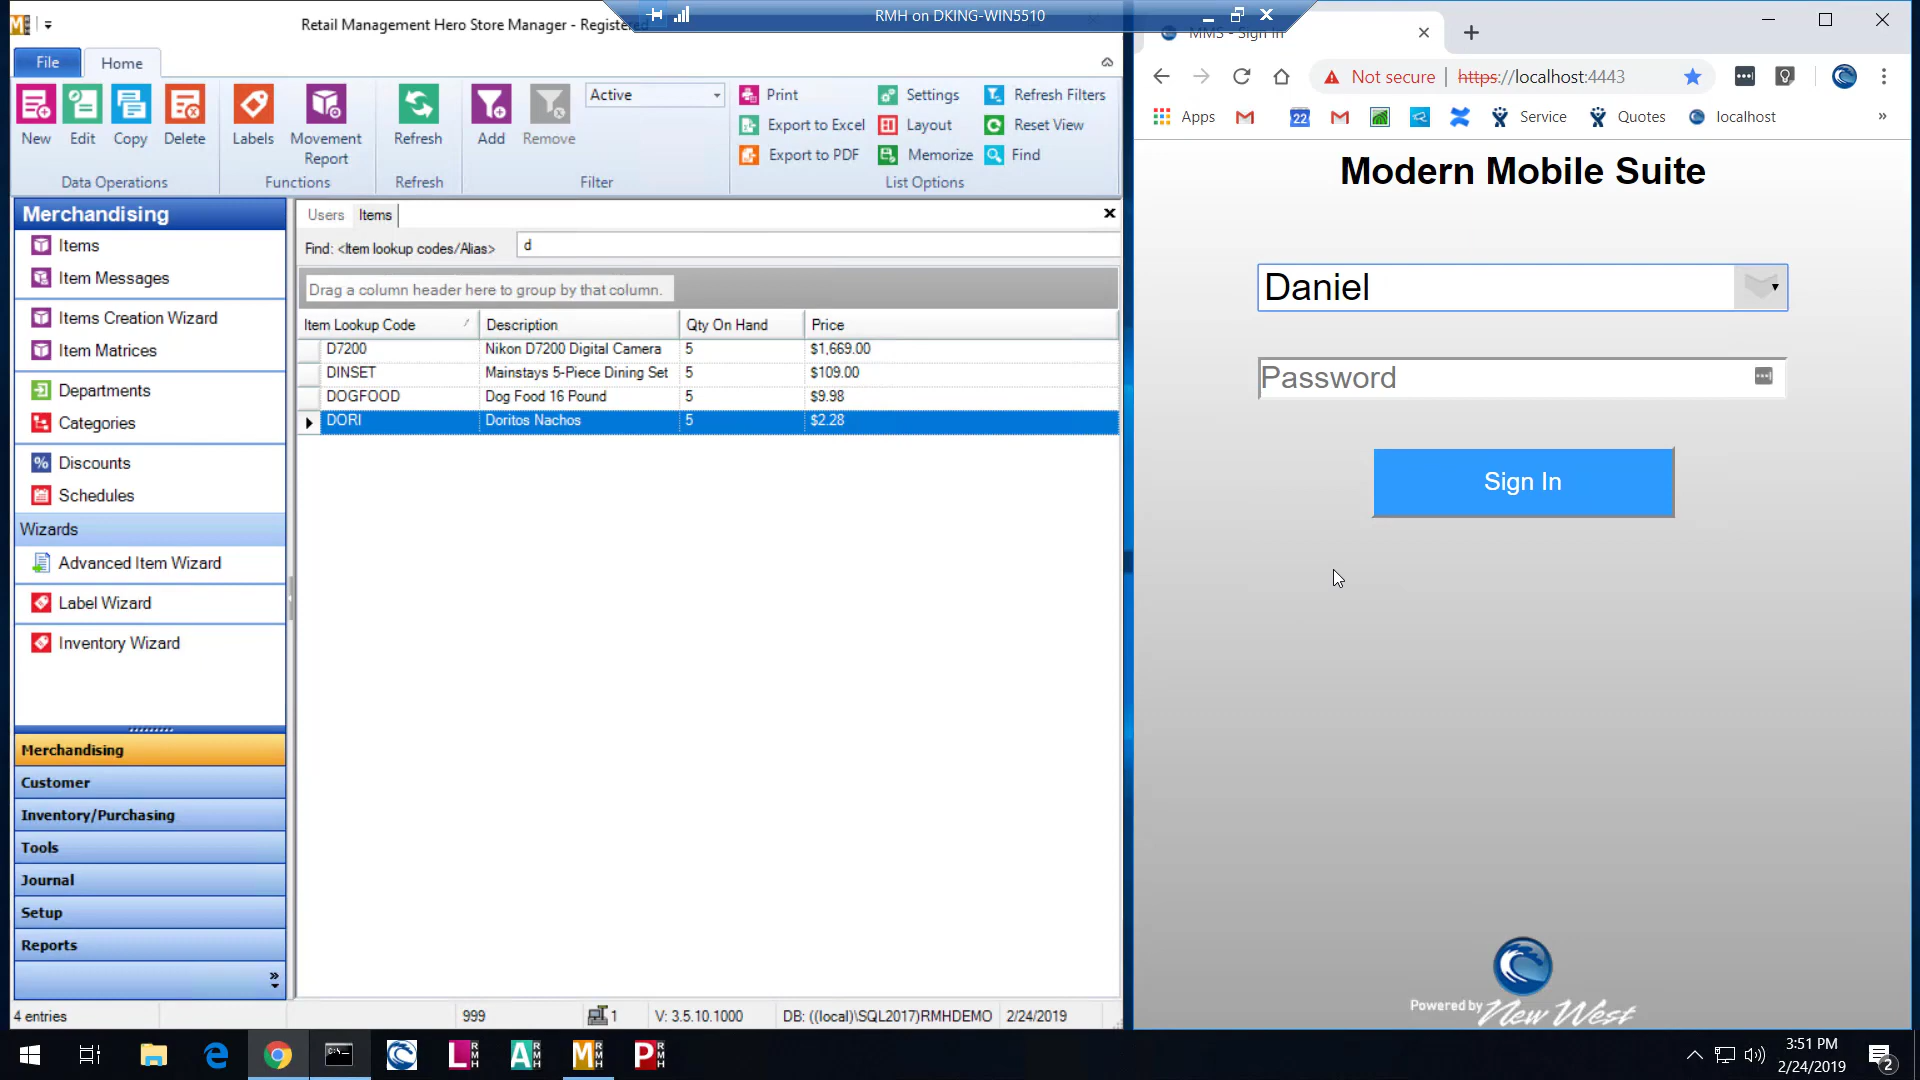 Retail Management Hero Store Manager - Registered
RMH on DKING-WIN5510
MMS - Sign In
File
Home
New
Edit
Copy
Delete
Labels
Movement Report
Refresh
Add
Remove
Active
Print
Export to Excel
Export to PDF
Settings
Layout
Memorize
Refresh Filters
Reset View
Find
Data Operations
Functions
Refresh
Filter
List Options
Not secure | https://localhost:4443
Apps
22
Service
Quotes
localhost
»
Merchandising
Items
Item Messages
Items Creation Wizard
Item Matrices
Departments
Categories
Discounts
Schedules
Wizards
Advanced Item Wizard
Label Wizard
Inventory Wizard
Merchandising
Customer
Inventory/Purchasing
Tools
Journal
Setup
Reports
Users
Items
Find: <Item lookup codes/Alias>
d
Drag a column header here to group by that column.
Item Lookup Code Description Qty On Hand Price
D7200 Nikon D7200 Digital Camera 5 $1,669.00
DINSET Mainstays 5-Piece Dining Set 5 $109.00
DOGFOOD Dog Food 16 Pound 5 $9.98
DORI Doritos Nachos 5 $2.28
4 entries
999
1
V: 3.5.10.1000
DB: ((local)\SQL2017)RMHDEMO
2/24/2019
Modern Mobile Suite
Daniel
Password
Sign In
Powered by New West
L RMH
A RMH
M RMH
P RMH
3:51 PM
2/24/2019
2